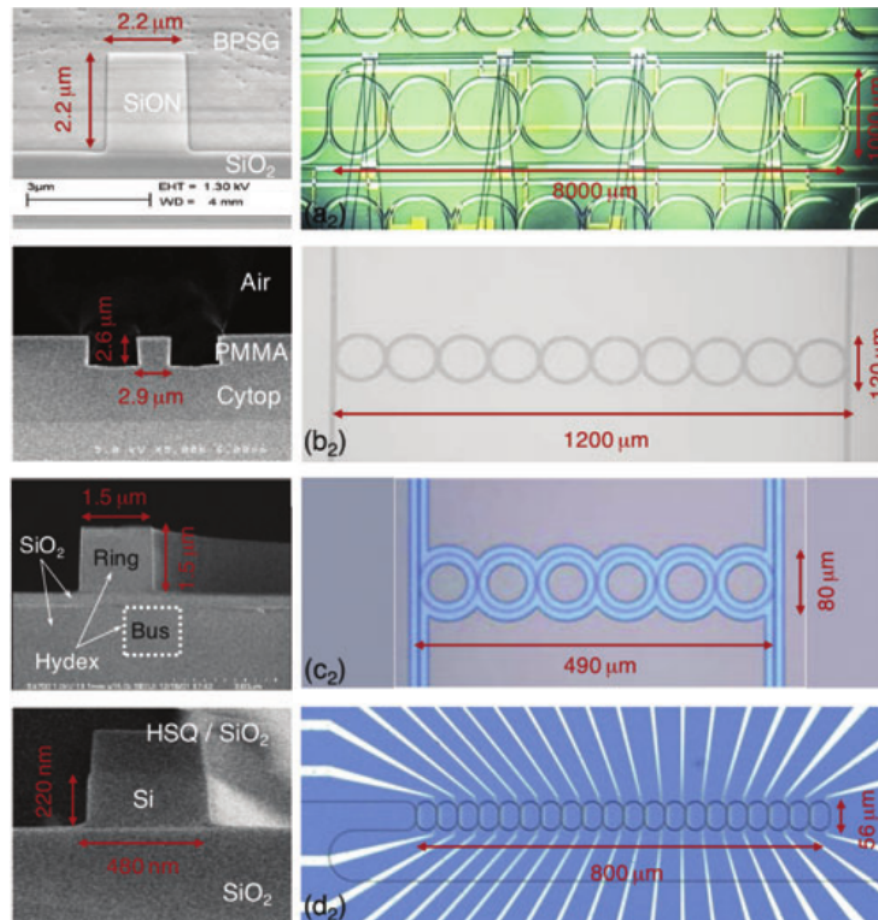 2.2 μm
BPSG
2.2 μm
SiON
SiO2
3μm
EHT = 1.30 kV
WD = 4 mm
8000 μm
(a2)
Air
2.6 μm
PMMA
2.9 μm
Cytop
(b2)
1200 μm
120 μm
1.5 μm
SiO2
Ring
1.5 μm
Bus
Hydex
(c2)
490 μm
80 μm
HSQ / SiO2
220 nm
Si
480 nm
SiO2
(d2)
800 μm
56 μm